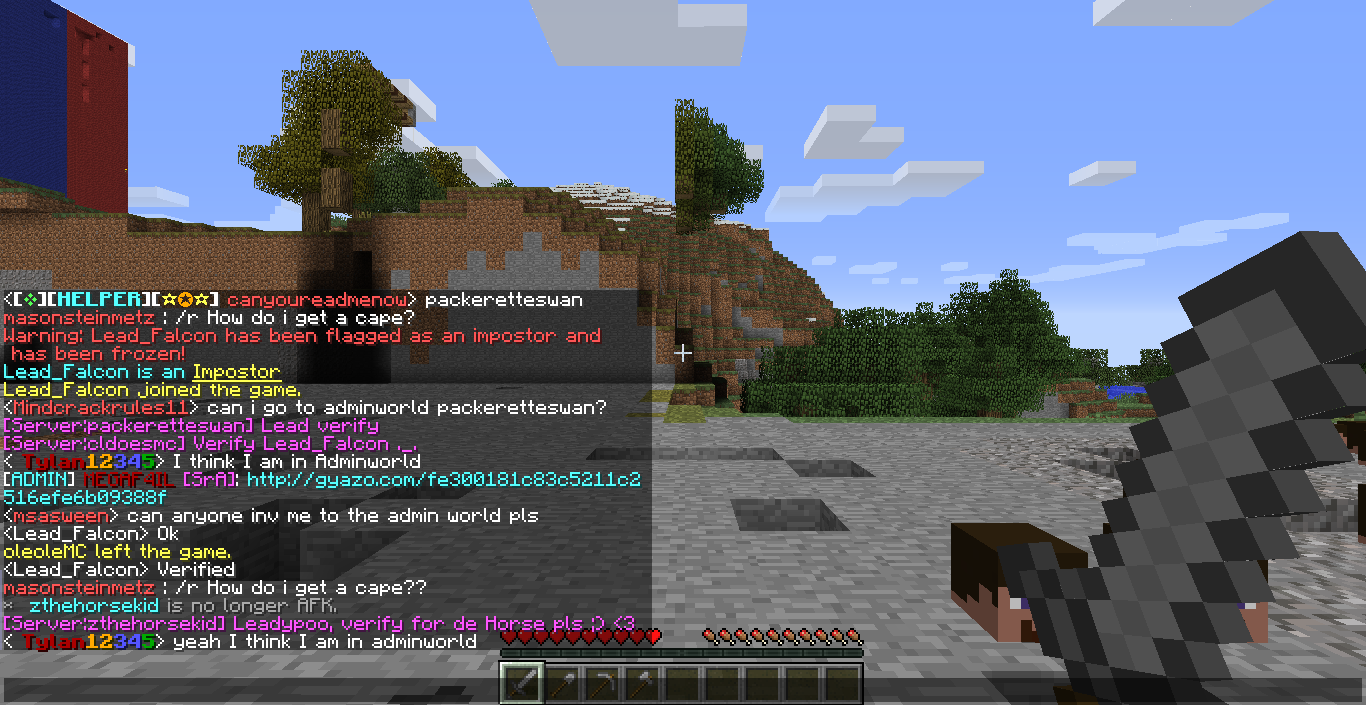 <[❖][HELPER][☆✪☆] canyoureadmenow> packeretteswan
masonsteinmetz : /r How do i get a cape?
Warning: Lead_Falcon has been flagged as an impostor and
has been frozen!
Lead_Falcon is an Impostor
Lead_Falcon joined the game.
<Mindcrackrules11> can i go to adminworld packeretteswan?
[Server:packeretteswan] Lead verify
[Server:cldoesmc] Verify Lead_Falcon ._.
< Tylan12345> I think I am in Adminworld
[ADMIN] MEGAF4IL [SrA]: http://gyazo.com/fe300181c83c5211c2
516efe6b09388f
<msasween> can anyone inv me to the admin world pls
<Lead_Falcon> Ok
oleoleMC left the game.
<Lead_Falcon> Verified
masonsteinmetz : /r How do i get a cape??
* zthehorsekid is no longer AFK.
[Server:zthehorsekid] Leadypoo, verify for de Horse pls ;) <3
< Tylan12345> yeah I think I am in adminworld